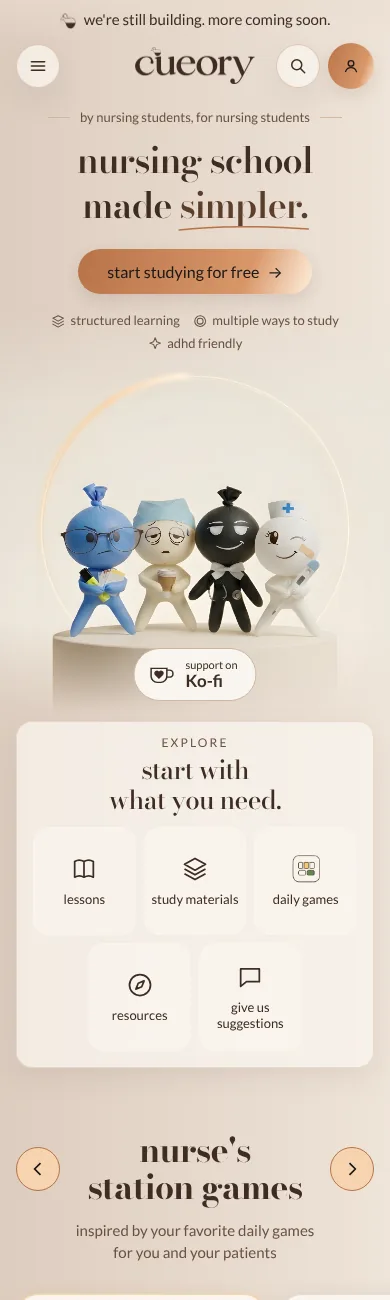 we're still building. more coming soon.
cueory
by nursing students, for nursing students
nursing school
made simpler.
start studying for free →
structured learning multiple ways to study
adhd friendly
support on
Ko-fi
EXPLORE
start with
what you need.
lessons study materials daily games
resources give us
suggestions
nurse's
station games
inspired by your favorite daily games
for you and your patients